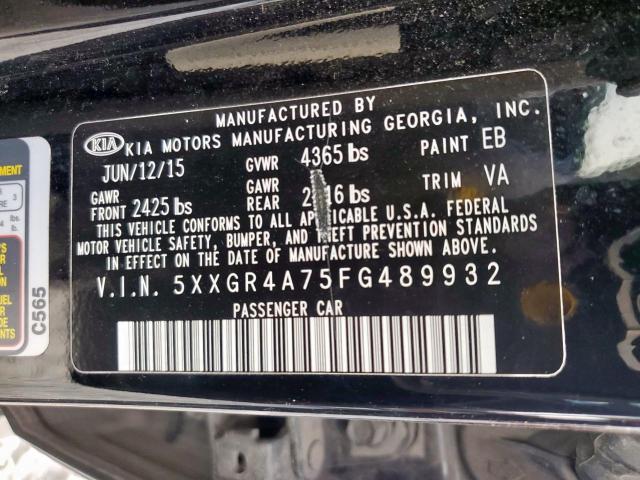 MANUFACTURED BY
KIA KIA MOTORS MANUFACTURING GEORGIA, INC.
JUN/12/15 GVWR 4365 lbs PAINT EB
GAWR FRONT 2425 lbs GAWR REAR lbs TRIM VA
THIS VEHICLE CONFORMS TO ALL U.S.A. FEDERAL
MOTOR VEHICLE SAFETY, BUMPER, AND PREVENTION STANDARDS
IN EFFECT ON THE DATE OF MANUFACTURE SHOWN ABOVE.
V.I.N. 5XXGR4A75FG489932
PASSENGER CAR
C565